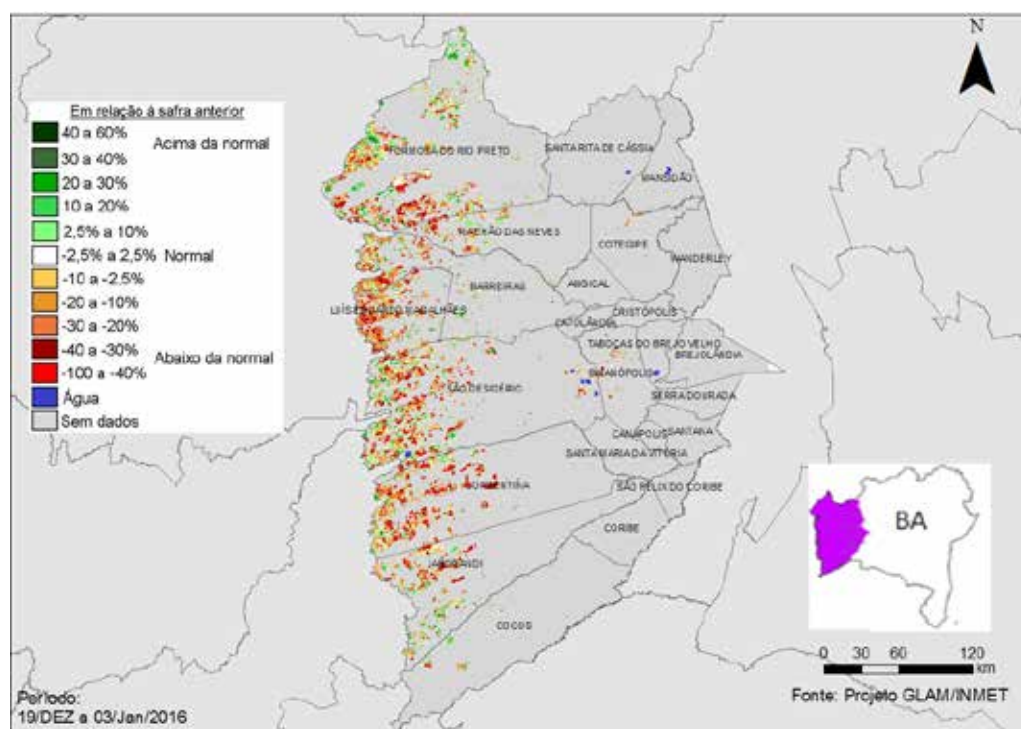 N
Em relação à safra anterior
40 a 60%
Acima da normal
30 a 40%
20 a 30%
10 a 20%
2,5% a 10%
-2,5% a 2,5% Normal
-10 a -2,5%
-20 a -10%
-30 a -20%
-40 a -30%
Abaixo da normal
-100 a -40%
Água
Sem dados
FORMOSA DO RIO PRETO
SANTA RITA DE CÁSSIA
MANSIDÃO
RIACHÃO DAS NEVES
COTEGIPE
WANDERLEY
BARREIRAS
ANGICAL
LUÍS EDUARDO MAGALHÃES
CRISTÓPOLIS
CATOLÂNDIA
TABOÇAS DO BREJO VELHO
BREJOLÂNDIA
BAIANÓPOLIS
SÃO DESIDÉRIO
SERRA DOURADA
CANÁPOLIS
SANTANA
SANTA MARIA DA VITÓRIA
CORRENTINA
SÃO FÉLIX DO CORIBE
CORIBE
JABORANDI
COCOS
BA
0 30 60 120
km
Fonte: Projeto GLAM/INMET
Período:
19/DEZ a 03/Jan/2016